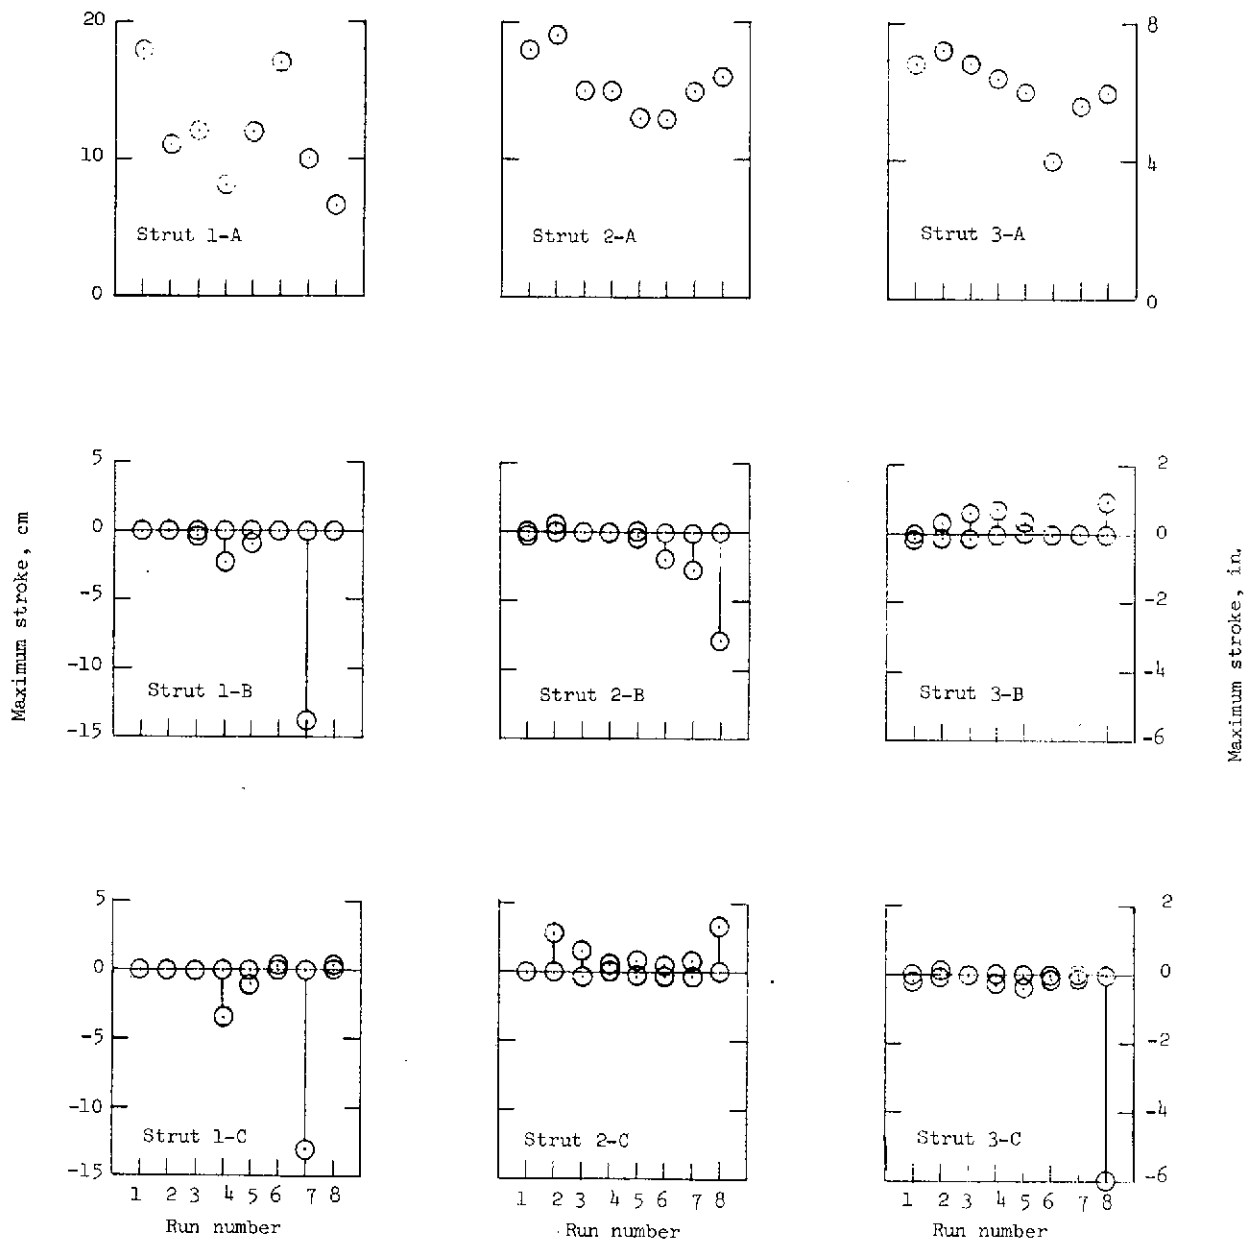 20
10
0
Strut 1-A
Strut 2-A
Strut 3-A
8
4
0
Maximum stroke, cm
5
0
-5
-10
-15
Strut 1-B
Strut 2-B
Strut 3-B
2
0
-2
-4
-6
Maximum stroke, in.
5
0
-5
-10
-15
Strut 1-C
Strut 2-C
Strut 3-C
2
0
-2
-4
-6
1 2 3 4 5 6 7 8
1 2 3 4 5 6 7 8
1 2 3 4 5 6 7 8
Run number
Run number
Run number